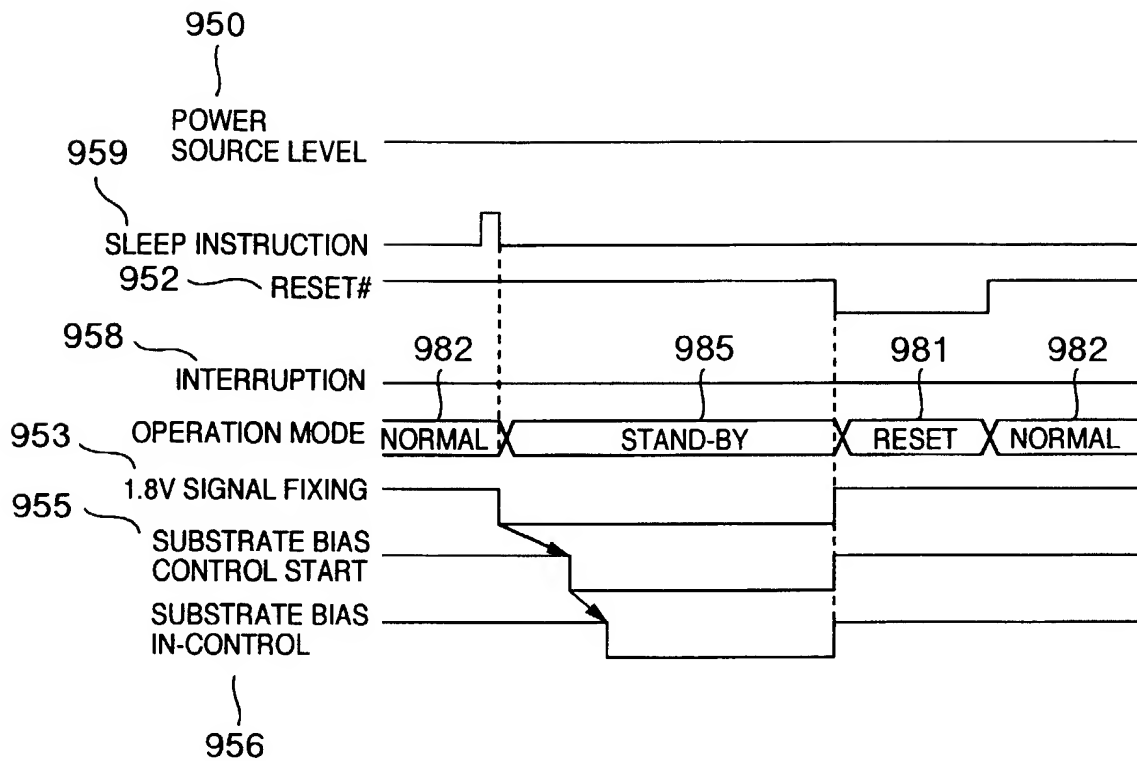 950
POWER
SOURCE LEVEL
959
SLEEP INSTRUCTION
952
RESET#
958
982
985
981
982
INTERRUPTION
OPERATION MODE
NORMAL
STAND-BY
RESET
NORMAL
953
1.8V SIGNAL FIXING
955
SUBSTRATE BIAS
CONTROL START
SUBSTRATE BIAS
IN-CONTROL
956